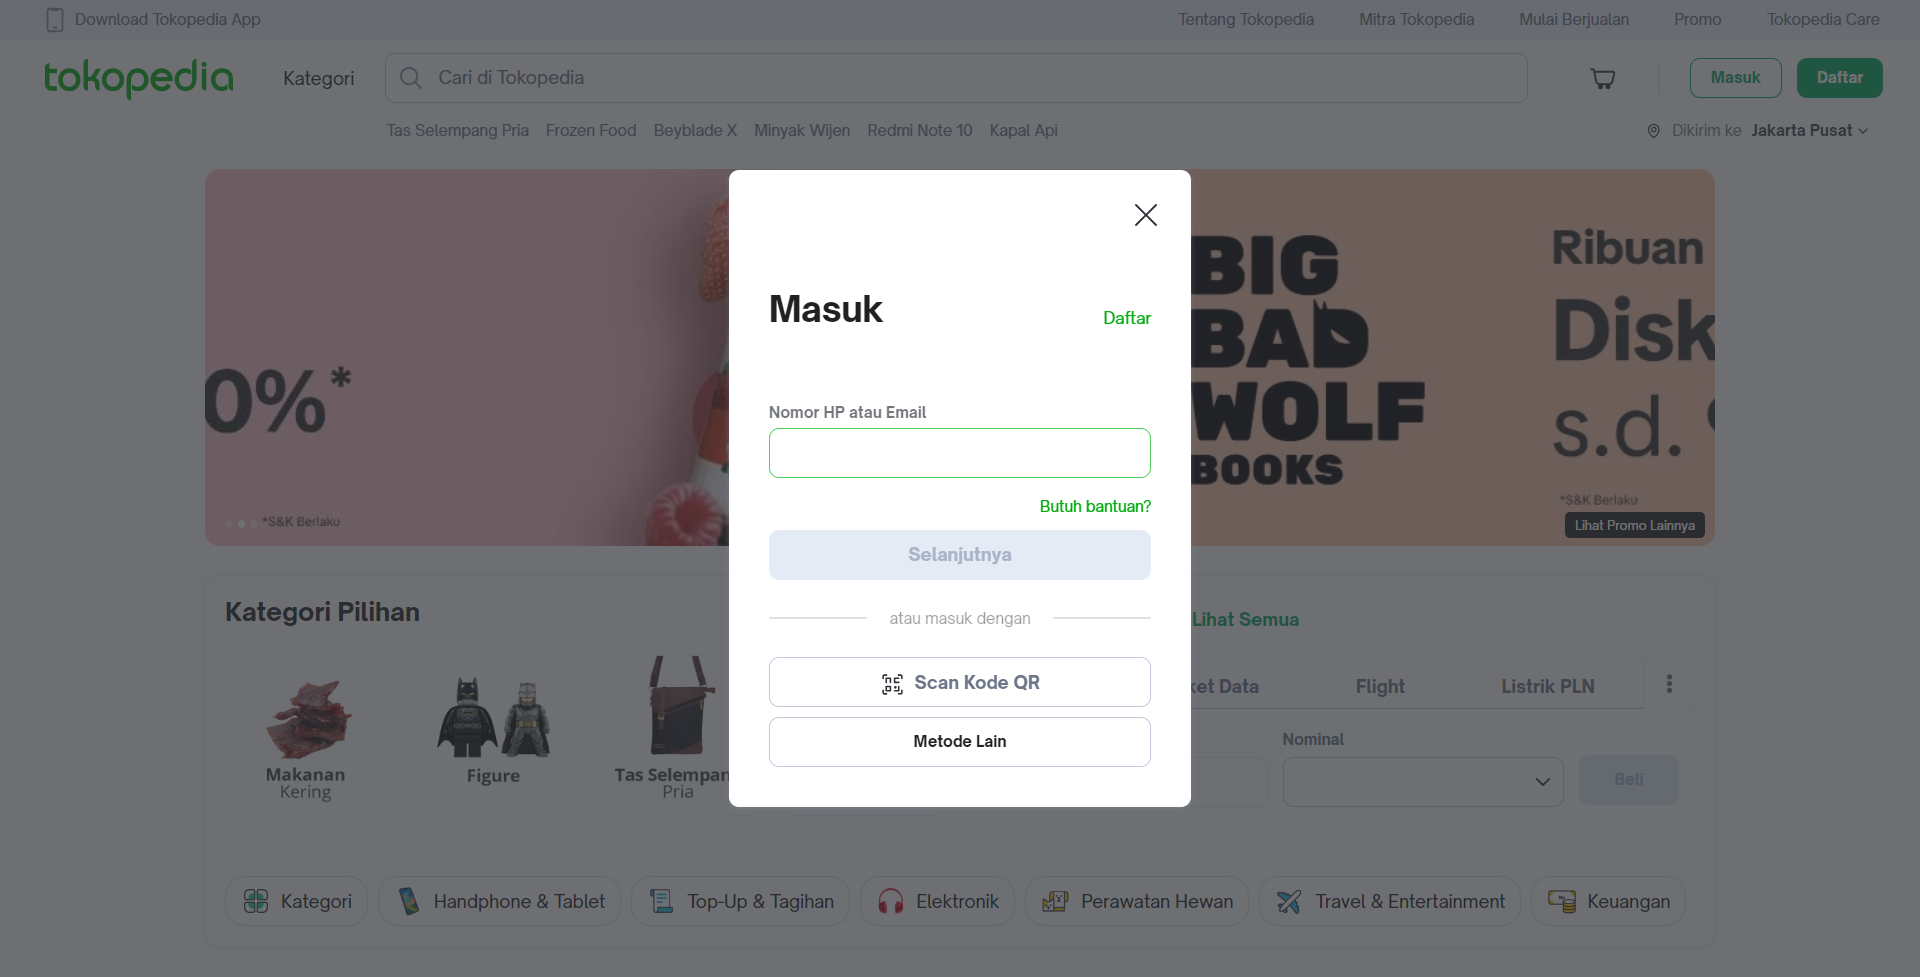 Download Tokopedia App
Tentang Tokopedia
Mitra Tokopedia
Mulai Berjualan
Promo
Tokopedia Care
tokopedia
Kategori
Cari di Tokopedia
Masuk
Daftar
Tas Selempang Pria
Frozen Food
Beyblade X
Minyak Wijen
Redmi Note 10
Kapal Api
Dikirim ke Jakarta Pusat
0%*
*S&K Berlaku
BIG
BAD
WOLF
BOOKS
Ribuan
Disk
s.d.
*S&K Berlaku
Lihat Promo Lainnya
Masuk
Daftar
Nomor HP atau Email
Butuh bantuan?
Selanjutnya
atau masuk dengan
Scan Kode QR
Metode Lain
Kategori Pilihan
Makanan
Kering
Figure
Tas Selempan
Pria
Lihat Semua
ket Data
Flight
Listrik PLN
Nominal
Beli
Kategori
Handphone & Tablet
Top-Up & Tagihan
Elektronik
Perawatan Hewan
Travel & Entertainment
Keuangan